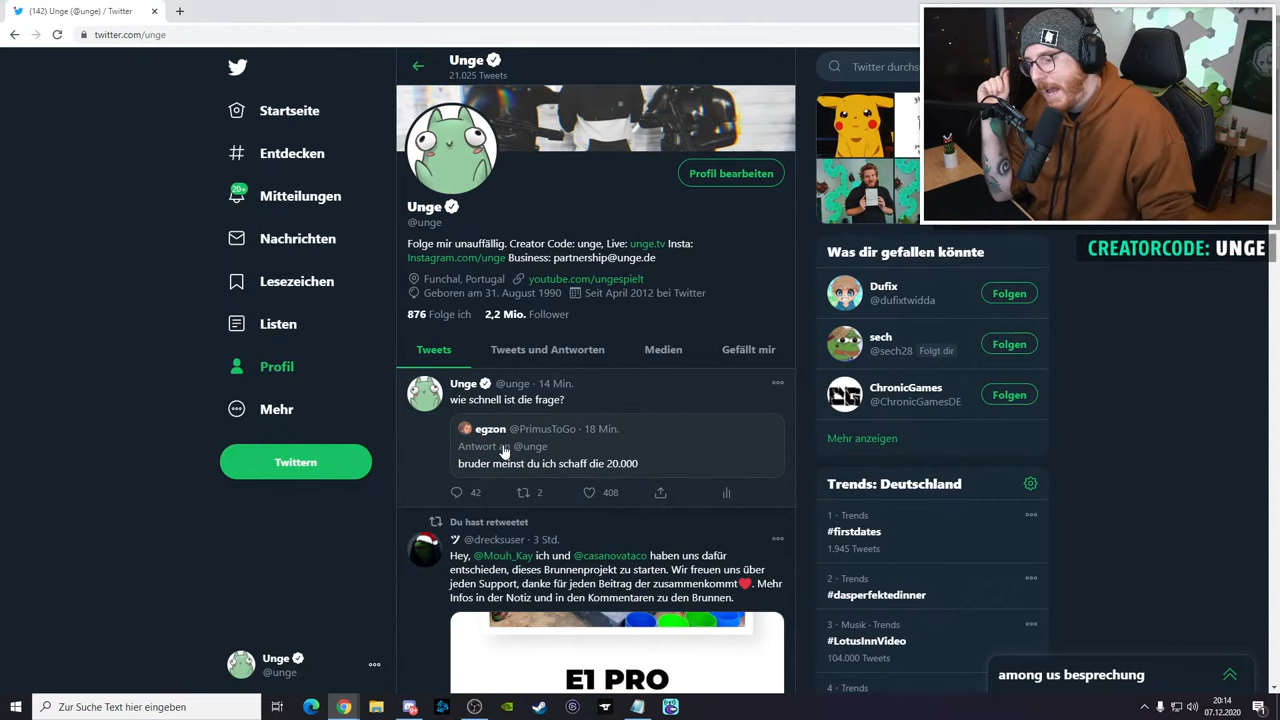 (142) Unge (@unge) / Twitter
twitter.com/unge
Startseite
Entdecken
20+
Mitteilungen
Nachrichten
Lesezeichen
Listen
Profil
Mehr
Twittern
Unge
@unge
Unge
21.025 Tweets
Profil bearbeiten
Unge
@unge
Folge mir unauffällig. Creator Code: unge, Live: unge.tv Insta:
Instagram.com/unge Business: partnership@unge.de
Funchal, Portugal youtube.com/ungespielt
Geboren am 31. August 1990 Seit April 2012 bei Twitter
876 Folge ich 2,2 Mio. Follower
Tweets Tweets und Antworten Medien Gefällt mir
Unge @unge · 14 Min.
wie schnell ist die frage?
egzon @PrimusToGo · 18 Min.
Antwort an @unge
bruder meinst du ich schaff die 20.000
42 2 408
Du hast retweetet
ツ @drecksuser · 3 Std.
Hey, @Mouh_Kay ich und @casanovataco haben uns dafür
entschieden, dieses Brunnenprojekt zu starten. Wir freuen uns über
jeden Support, danke für jeden Beitrag der zusammenkommt❤️. Mehr
Infos in der Notiz und in den Kommentaren zu den Brunnen.
E1 PRO
Twitter durchs
CREATORCODE: UNGE
Was dir gefallen könnte
Dufix
@dufixtwidda
Folgen
sech
@sech28 Folgt dir
Folgen
CG
ChronicGames
@ChronicGamesDE
Folgen
Mehr anzeigen
Trends: Deutschland
1 · Trends
#firstdates
1.945 Tweets
2 · Trends
#dasperfektedinner
3 · Musik · Trends
#LotusInnVideo
104.000 Tweets
4 · Trends
among us besprechung
Zur Suche Text hier eingeben
20:14
07.12.2020
1